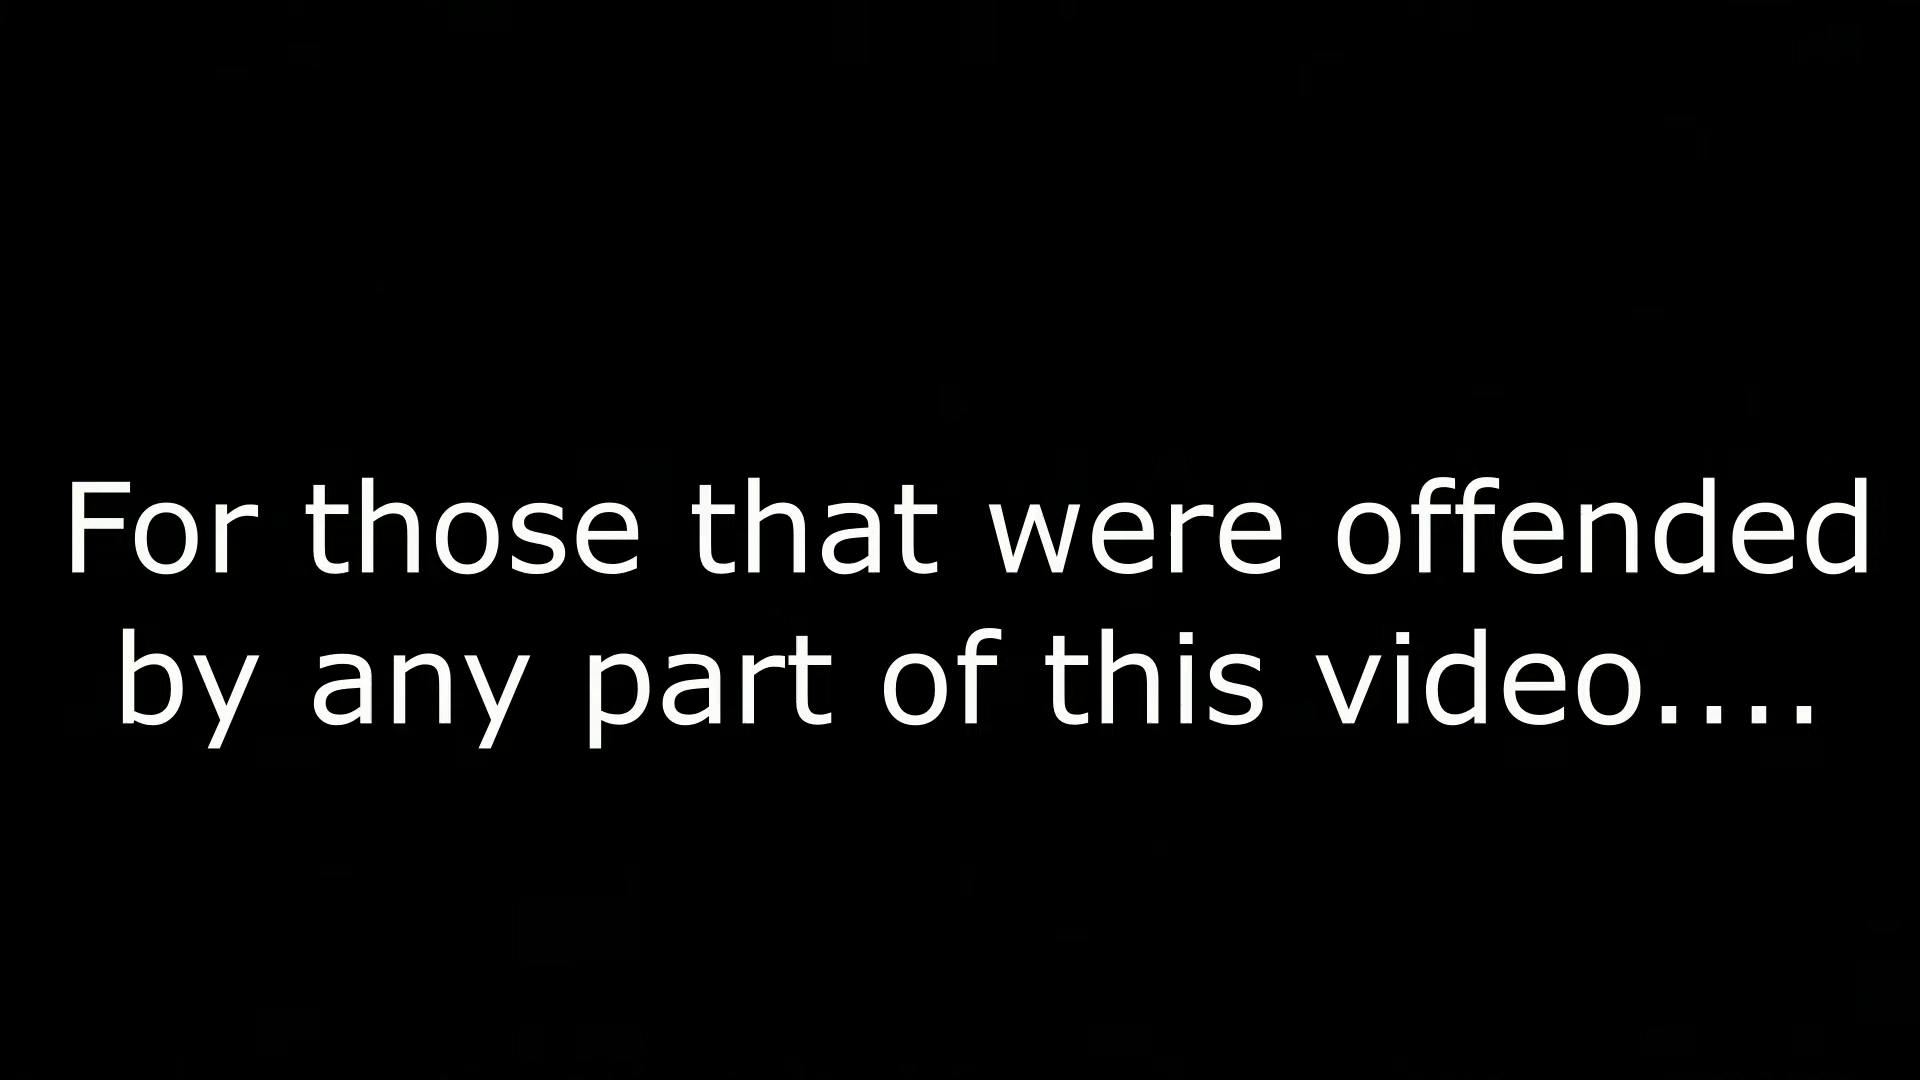 For those that were offended
by any part of this video....